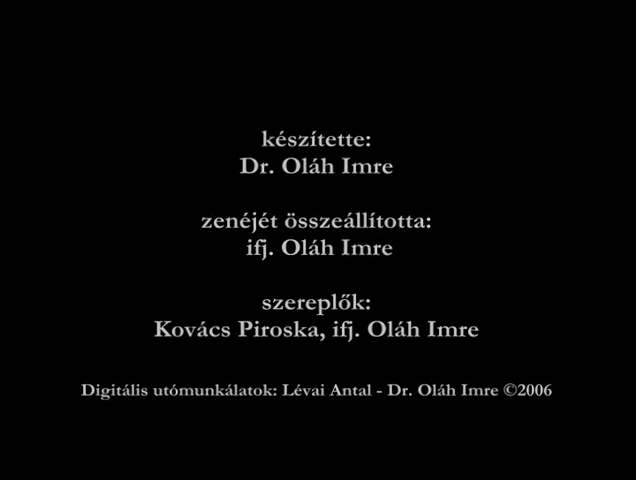 készítette:
Dr. Oláh Imre
zenéjét összeállította:
ifj. Oláh Imre
szereplők:
Kovács Piroska, ifj. Oláh Imre
Digitális utómunkálatok: Lévai Antal - Dr. Oláh Imre ©2006